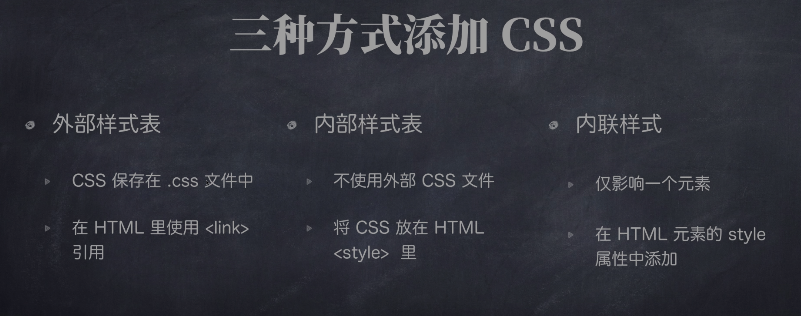 三种方式添加 CSS
外部样式表
CSS 保存在 .css 文件中
在 HTML 里使用 <link>
引用
内部样式表
不使用外部 CSS 文件
将 CSS 放在 HTML
<style> 里
内联样式
仅影响一个元素
在 HTML 元素的 style
属性中添加